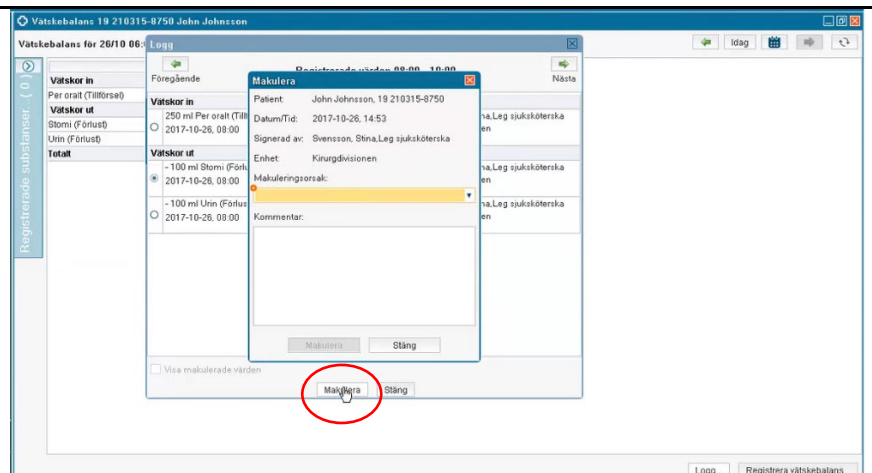 Vätskebalans 19 210315-8750 John Johnsson
Vätskebalans för 26/10 06:
Idag
Logg
Föregående
Nästa
Registrerade substanser.. ( 0 )
Vätskor in
Per oralt (Tillförsel)
Vätskor ut
Stomi (Förlust)
Urin (Förlust)
Totalt
Vätskor in
250 ml Per oralt (Till
2017-10-26, 08:00
na,Leg sjuksköterska
en
Vätskor ut
- 100 ml Stomi (Förlu
2017-10-26, 08:00
na,Leg sjuksköterska
en
- 100 ml Urin (Förlus
2017-10-26, 08:00
na,Leg sjuksköterska
en
Makulera
Patient: John Johnsson, 19 210315-8750
Datum/Tid: 2017-10-26, 14:53
Signerad av: Svensson, Stina,Leg sjuksköterska
Enhet: Kirurgdivisionen
Makuleringsorsak:
Kommentar:
Makulera Stäng
Visa makulerade värden
Makulera Stäng
Logg Registrera vätskebalans